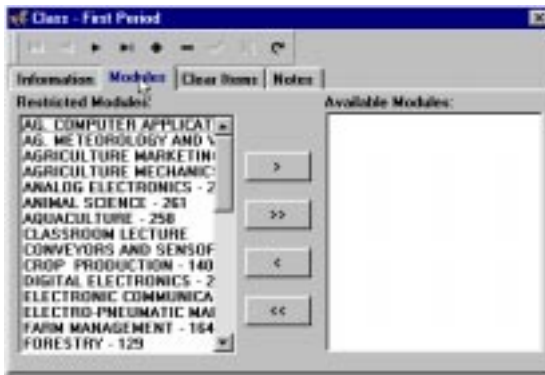 Class - First Period
Information Modules Clear Items Notes
Restricted Modules: Available Modules:
AG. COMPUTER APPLICAT
AG. METEOROLOGY AND
AGRICULTURE MARKETIN
AGRICULTURE MECHANIC
ANALOG ELECTRONICS - 2
ANIMAL SCIENCE - 261
AQUACULTURE - 258
CLASSROOM LECTURE
CONVEYORS AND SENSOF
CROP PRODUCTION - 140
DIGITAL ELECTRONICS - 2
ELECTRONIC COMMUNICA
ELECTRO-PNEUMATIC MAI
FARM MANAGEMENT - 164
FORESTRY - 129
>
>>
<
<<